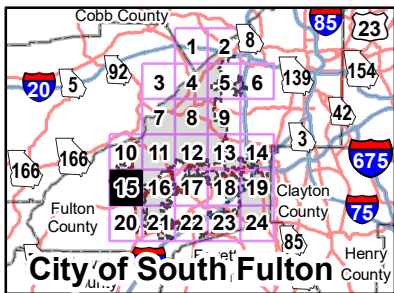 Cobb County
85
23
1 2 8
20 5 92 3 4 5 6 139 154
7 8 9 42
3
166 166 10 11 12 13 14 675
15 16 17 18 19 Clayton
County
Fulton
County 20 21 22 23 24 75
85 Henry
County
City of South Fulton